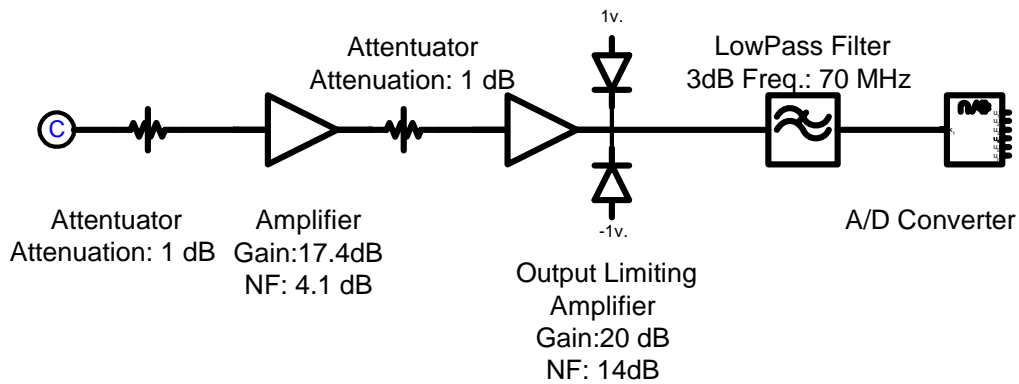 1v.
Attentuator
Attenuation: 1 dB
LowPass Filter
3dB Freq.: 70 MHz
C
Attentuator
Attenuation: 1 dB
Amplifier
Gain:17.4dB
NF: 4.1 dB
-1v.
A/D Converter
Output Limiting
Amplifier
Gain:20 dB
NF: 14dB